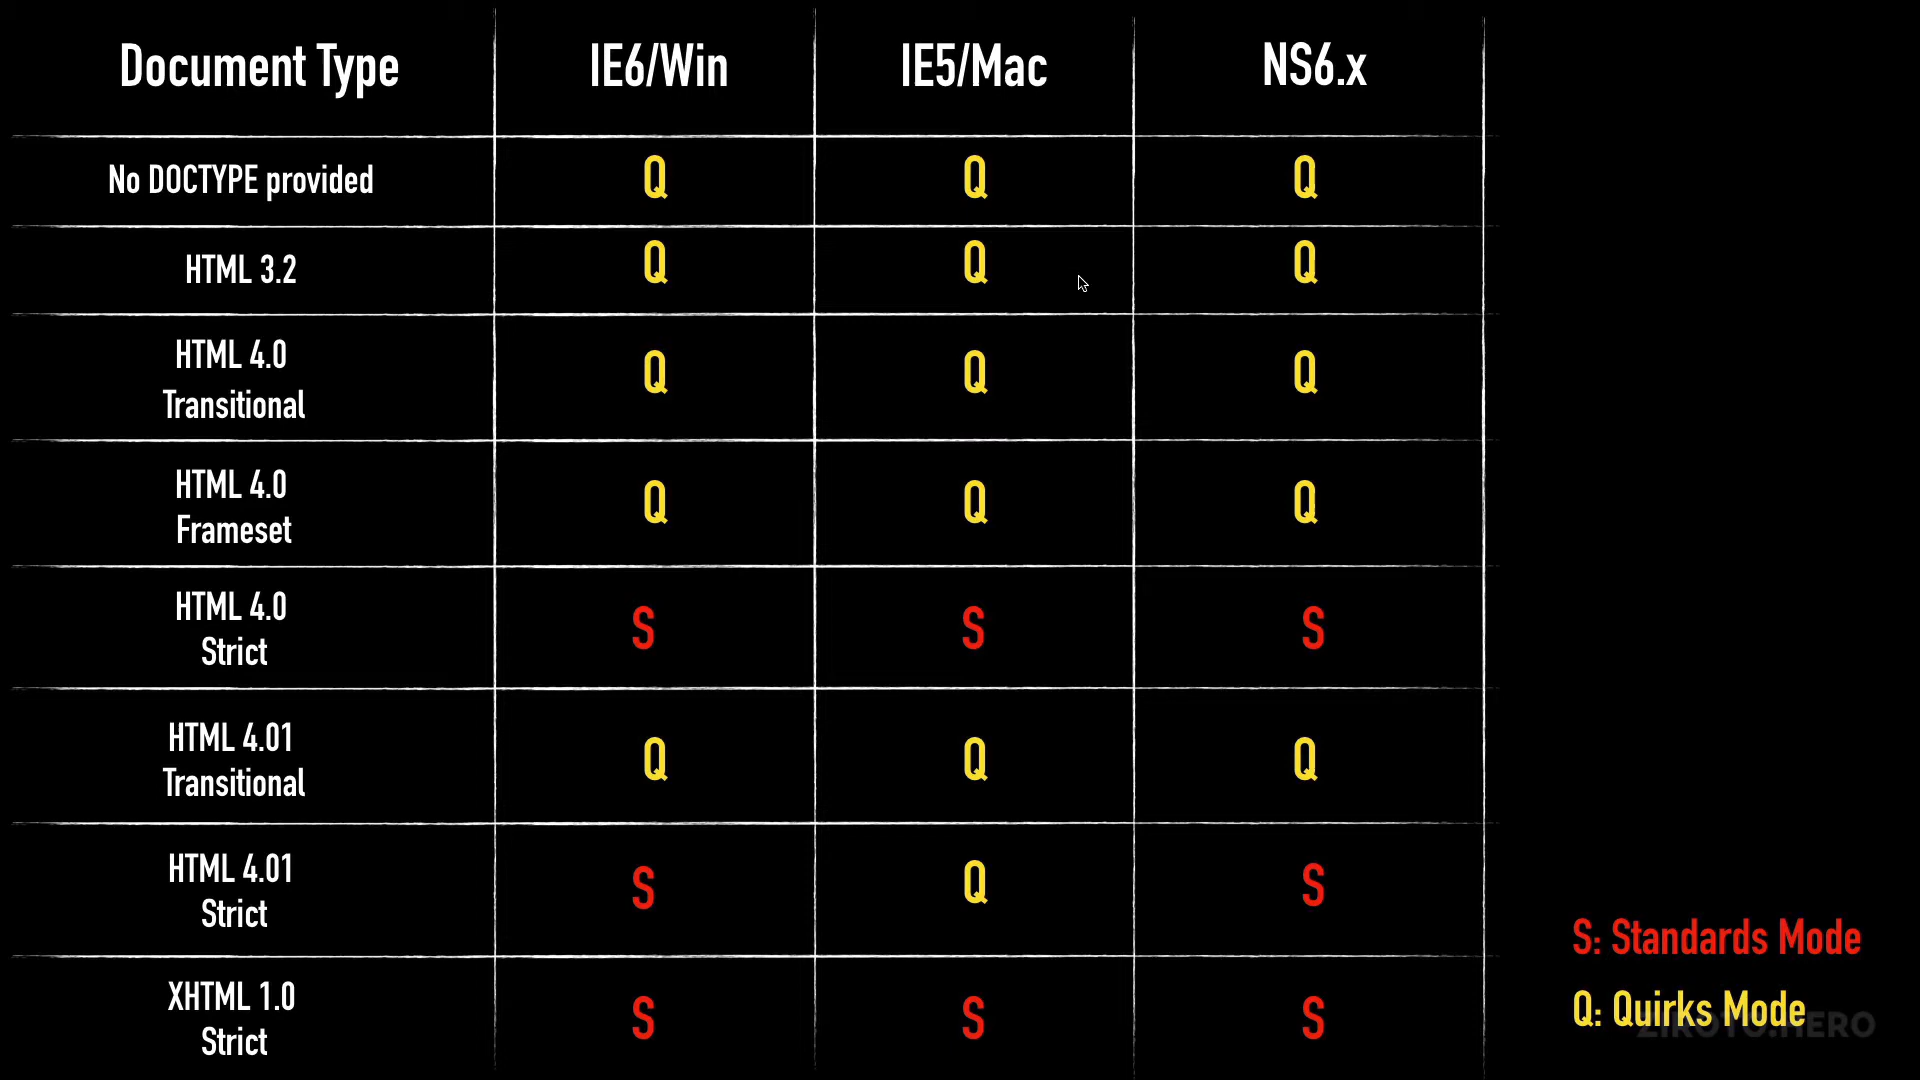 Document Type IE6/Win IE5/Mac NS6.x
No DOCTYPE provided Q Q Q
HTML 3.2 Q Q Q
HTML 4.0
Transitional Q Q Q
HTML 4.0
Frameset Q Q Q
HTML 4.0
Strict S S S
HTML 4.01
Transitional Q Q Q
HTML 4.01
Strict S Q S
XHTML 1.0
Strict S S S
S: Standards Mode
Q: Quirks Mode
ZIROTO.HERO